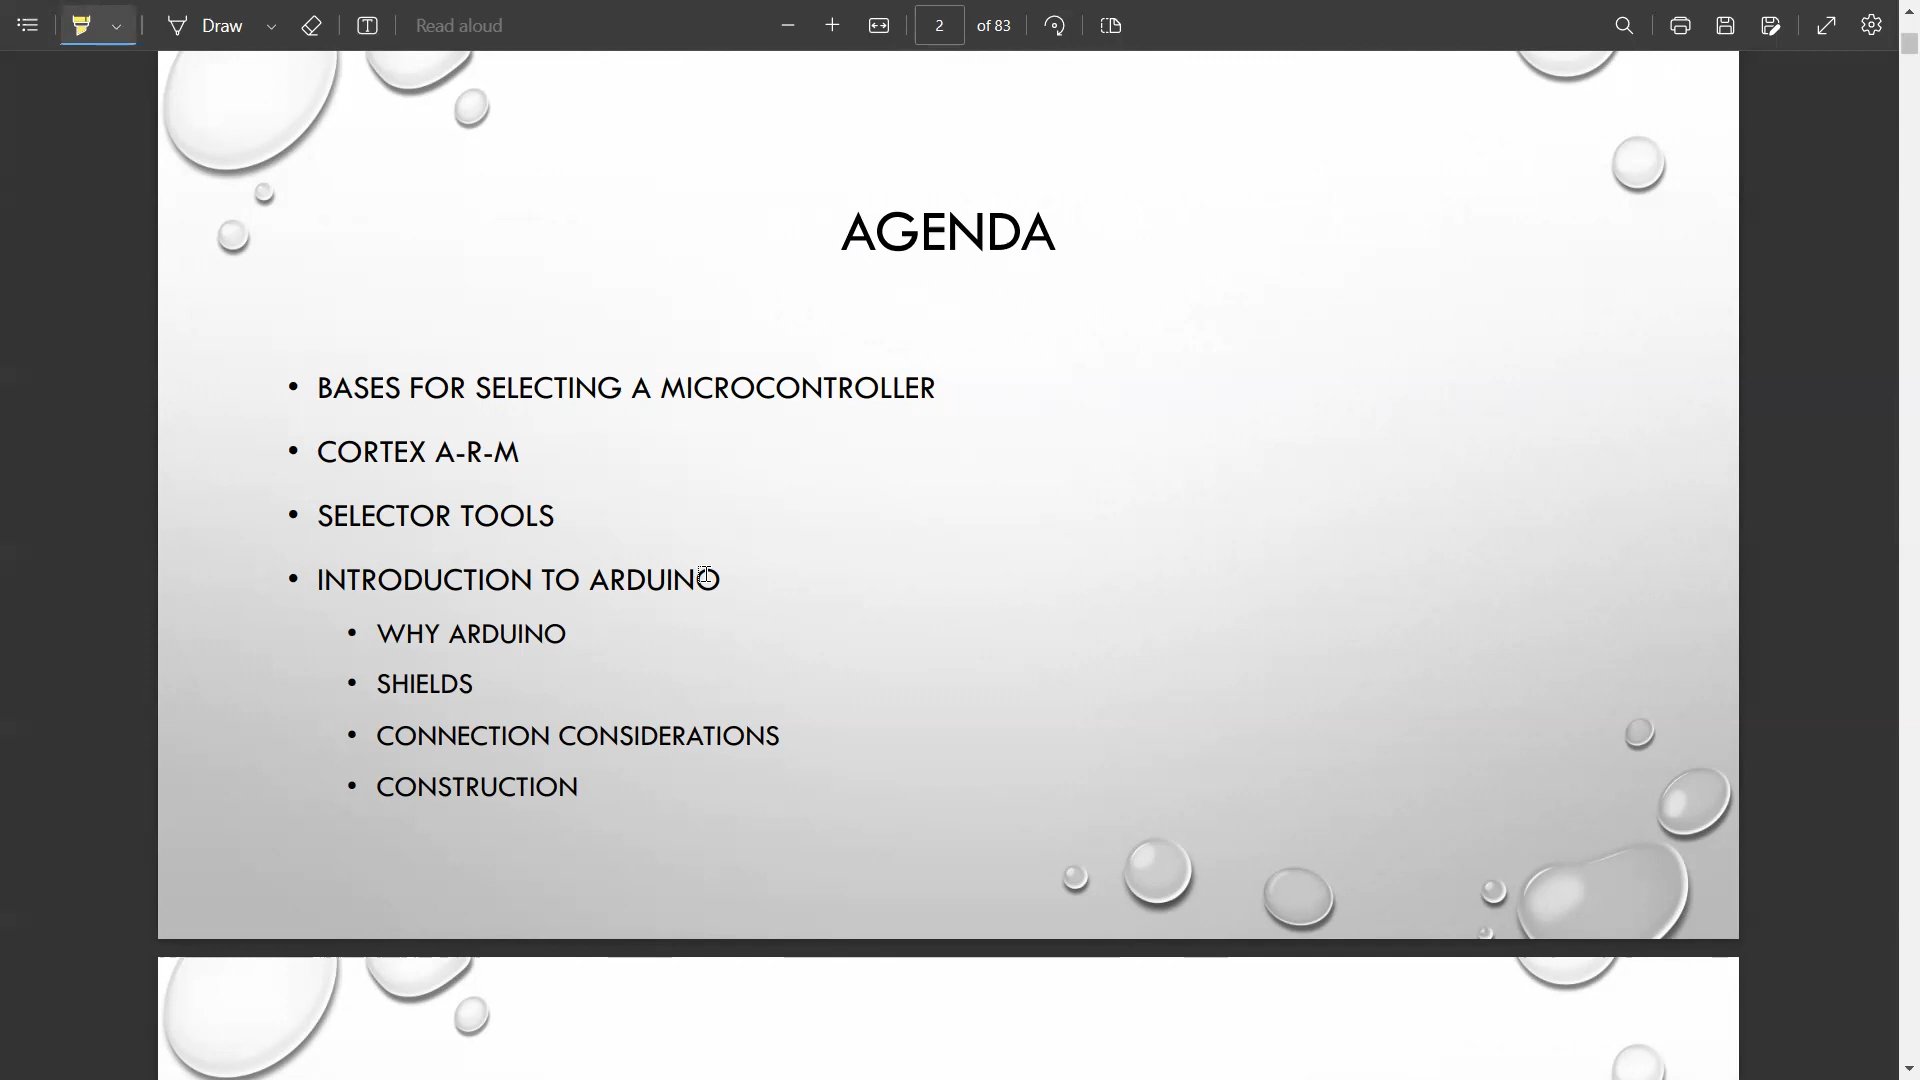 Draw
Read aloud
2 of 83
AGENDA
• BASES FOR SELECTING A MICROCONTROLLER
• CORTEX A-R-M
• SELECTOR TOOLS
• INTRODUCTION TO ARDUINO
• WHY ARDUINO
• SHIELDS
• CONNECTION CONSIDERATIONS
• CONSTRUCTION